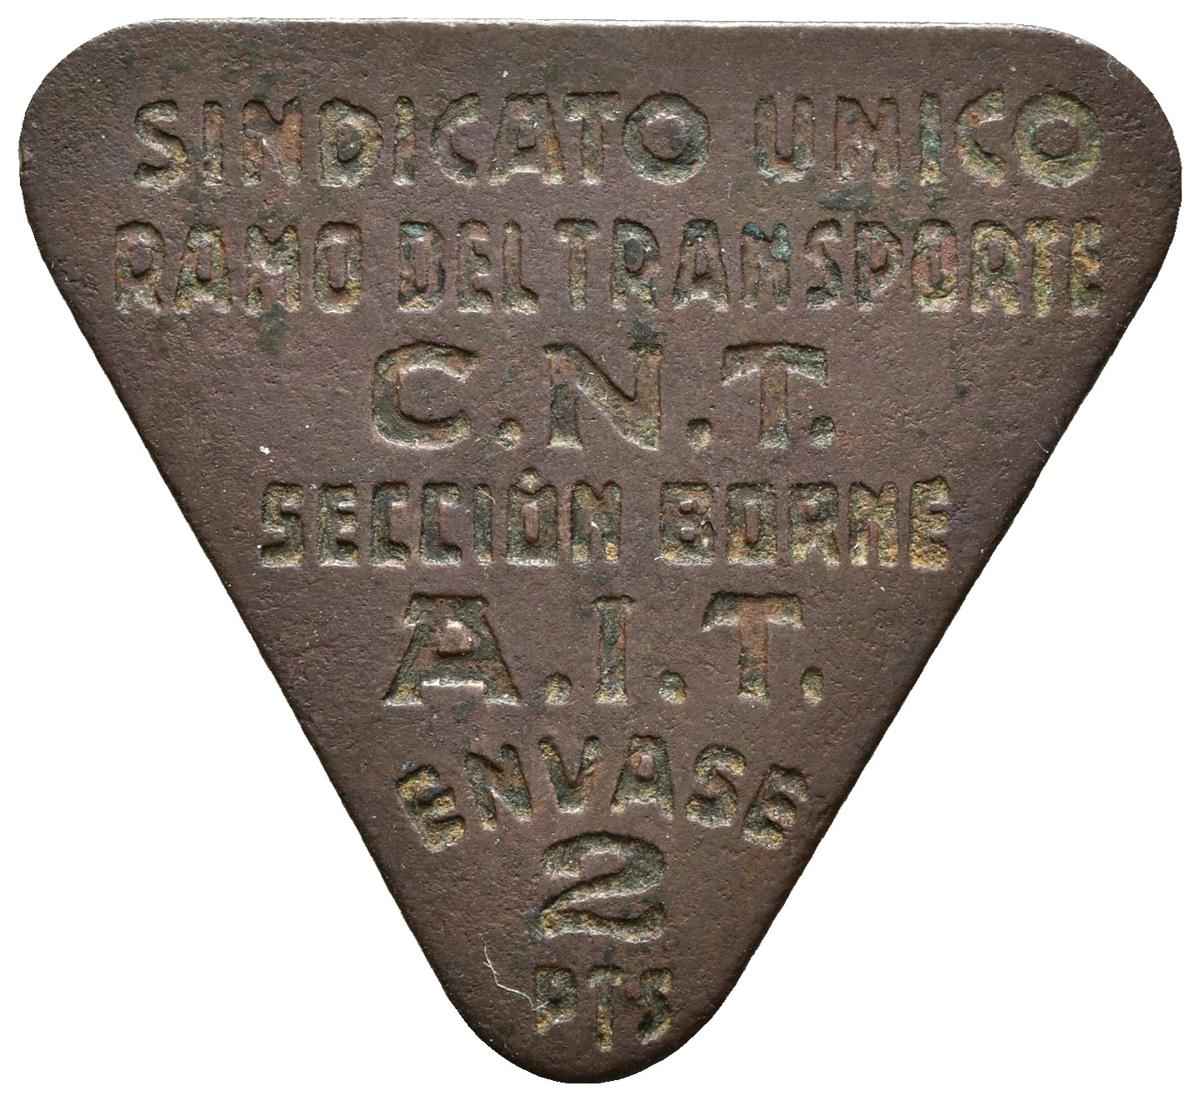 SINDICATO UNICO
RAMO DEL TRANSPORTE
C.N.T.
SECCIÓN BORNE
A.I.T.
ENVASE
2
PTS